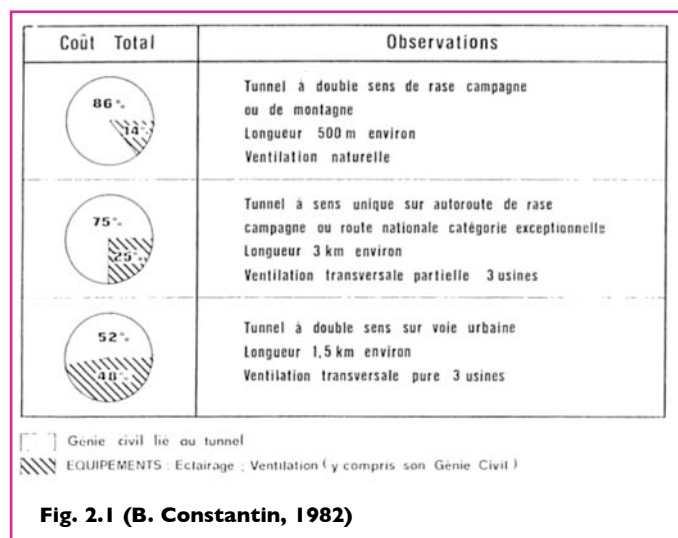 Coût Total
Observations
86%
14%
Tunnel à double sens de rase campagne
ou de montagne
Longueur 500 m environ
Ventilation naturelle
75%
25%
Tunnel à sens unique sur autoroute de rase
campagne ou route nationale catégorie exceptionnelle
Longueur 3 km environ
Ventilation transversale partielle 3 usines
52%
48%
Tunnel à double sens sur voie urbaine
Longueur 1,5 km environ
Ventilation transversale pure 3 usines
Génie civil lié au tunnel
EQUIPEMENTS : Eclairage ; Ventilation ( y compris son Génie Civil )
Fig. 2.1 (B. Constantin, 1982)